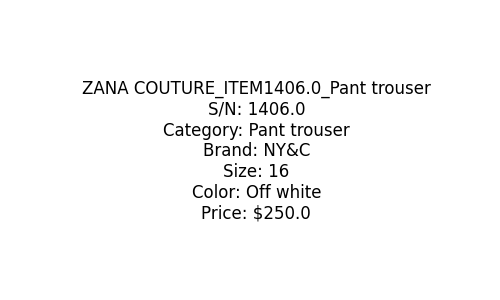 ZANA COUTURE_ITEM1406.0_Pant trouser
S/N: 1406.0
Category: Pant trouser
Brand: NY&C
Size: 16
Color: Off white
Price: $250.0